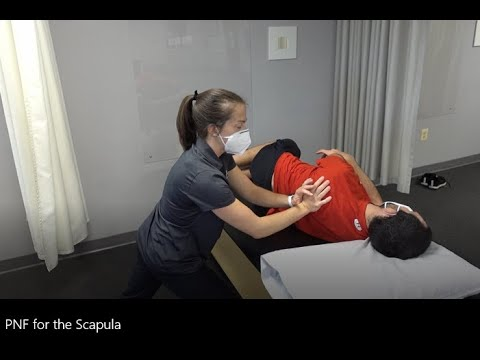 PNF for the Scapula